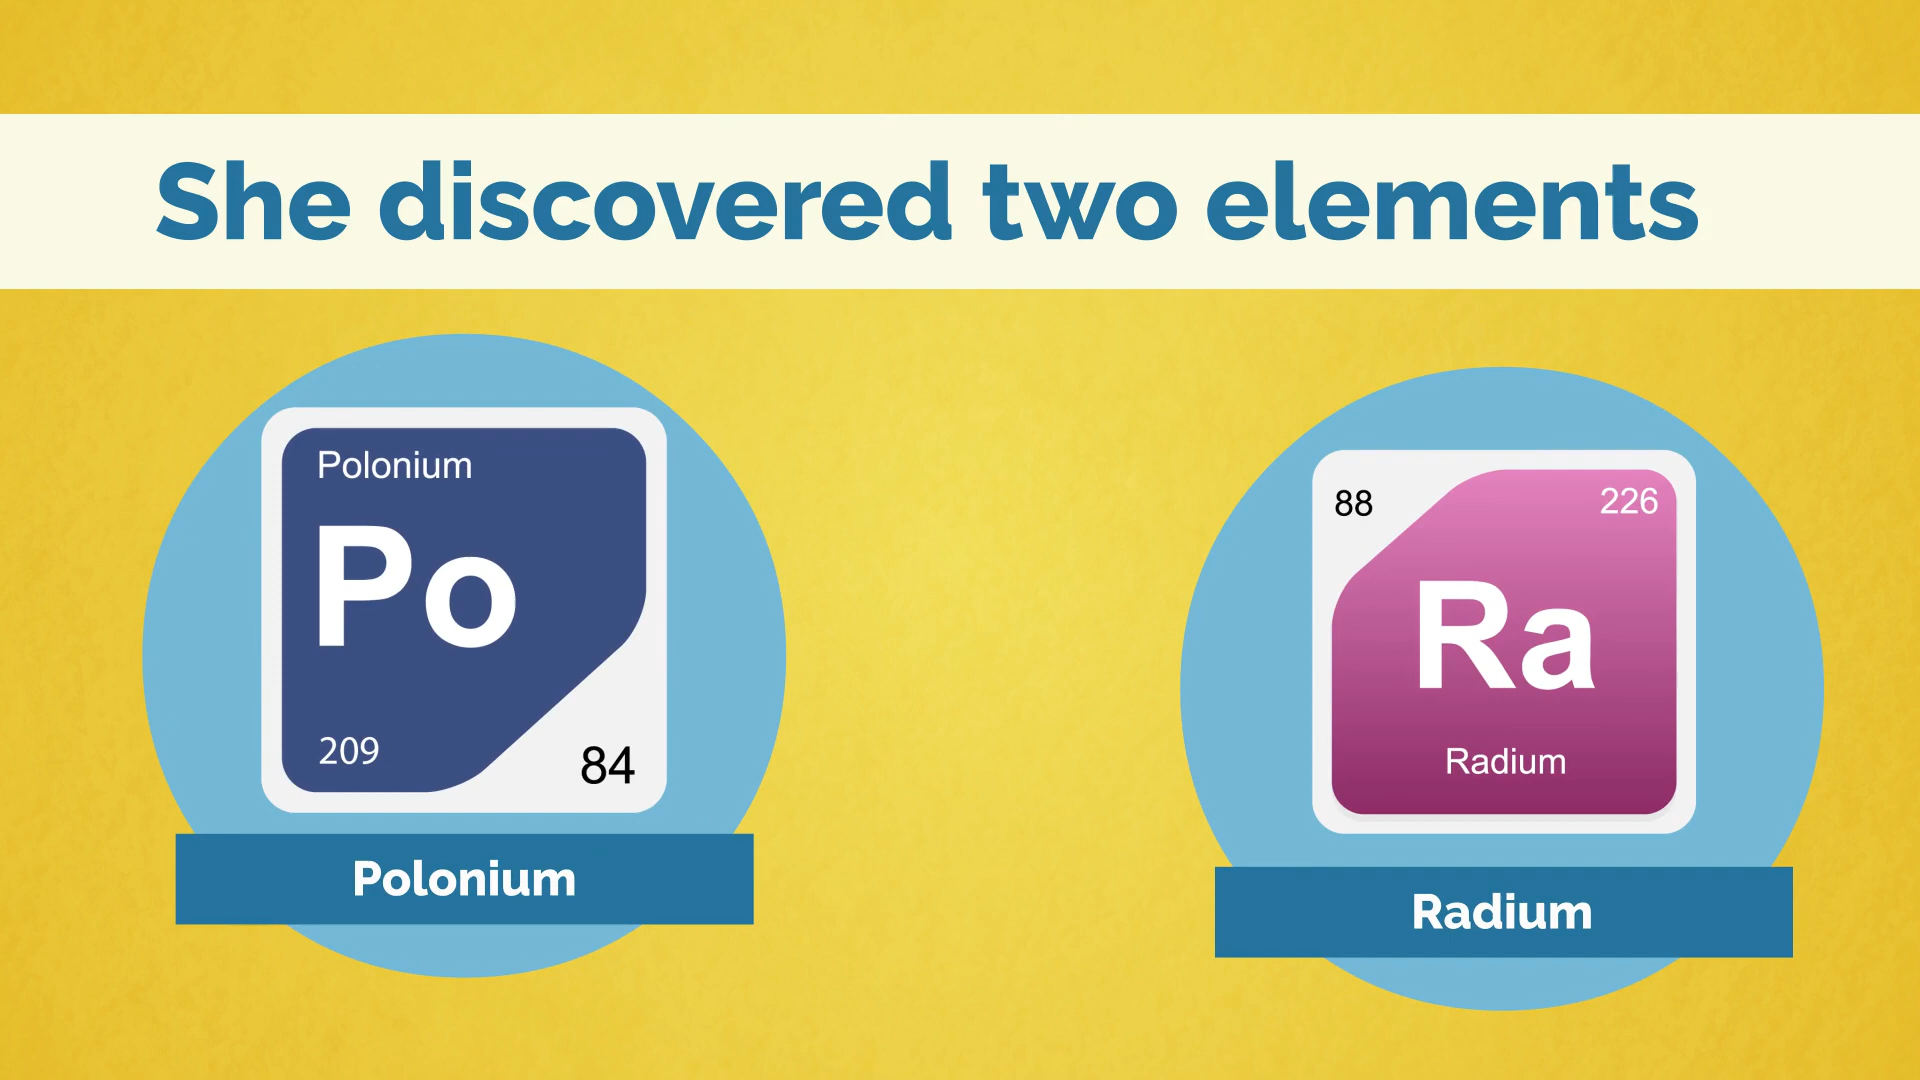 She discovered two elements
Polonium
Po
209
84
Polonium
88
226
Ra
Radium
Radium